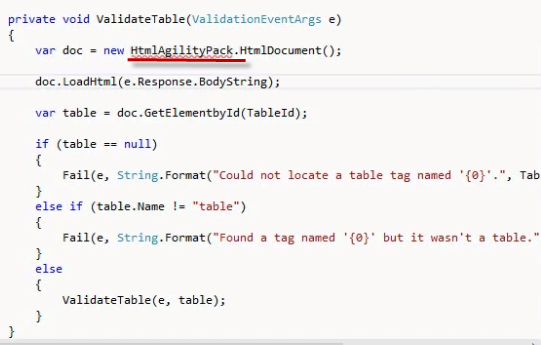 private void ValidateTable(ValidationEventArgs e)
{
    var doc = new HtmlAgilityPack.HtmlDocument();
    doc.LoadHtml(e.Response.BodyString);
    var table = doc.GetElementbyId(TableId);
    if (table == null)
    {
        Fail(e, String.Format("Could not locate a table tag named '{0}'.", Tab
    }
    else if (table.Name != "table")
    {
        Fail(e, String.Format("Found a tag named '{0}' but it wasn't a table."
    }
    else
    {
        ValidateTable(e, table);
    }
}